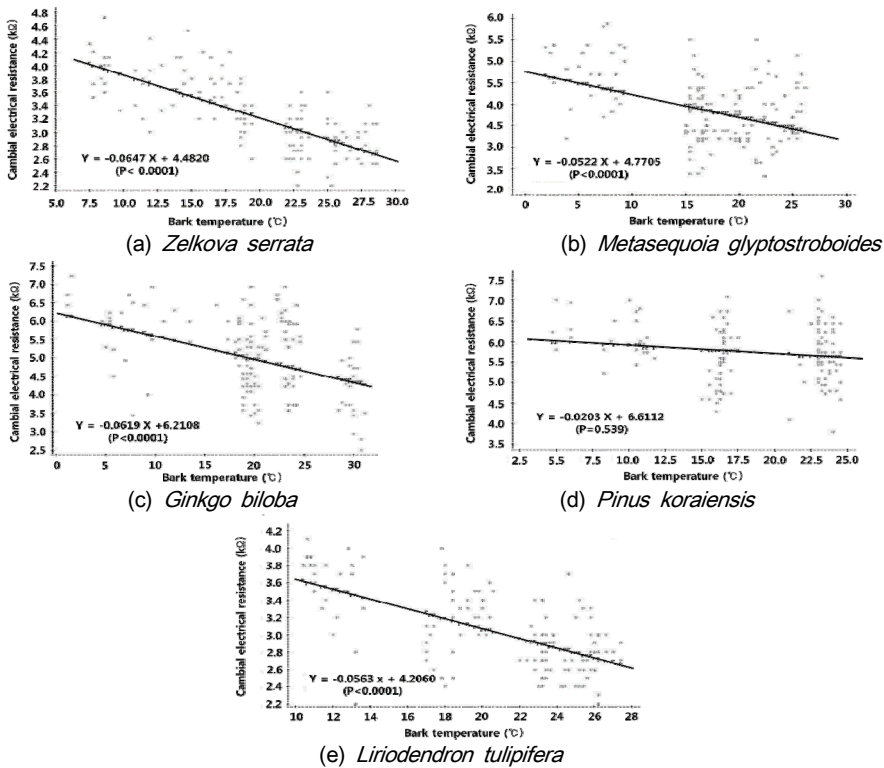 4.8
4.6
4.4
4.2
4.0
3.8
3.6
3.4
3.2
3.0
2.8
2.6
2.4
2.2
Cambial electrical resistance (kΩ)
Y = -0.0647 X + 4.4820
(P< 0.0001)
5.0 7.5 10.0 12.5 15.0 17.5 20.0 22.5 25.0 27.5 30.0
Bark temperature (℃)
(a) Zelkova serrata
6.0
5.5
5.0
4.5
5.0
4.5
3.5
3.0
2.5
2.0
Cambial electrical resistance (kΩ)
Y = -0.0522 X + 4.7705
(P<0.0001)
0 5 10 15 20 25 30
Bark temperature (℃)
(b) Metasequoia glyptostroboides
7.5
7.0
6.5
6.0
5.5
5.0
4.5
4.0
3.5
3.0
2.5
Cambial electrical resistance (kΩ)
Y = -0.0619 X +6.2108
(P<0.0001)
0 5 10 15 20 25 30
Bark temperature (℃)
(c) Ginkgo biloba
7.5
7.0
6.5
6.0
5.5
5.0
4.5
4.0
3.5
Cambial electrical resistance (kΩ)
Y = -0.0203 X + 6.6112
(P=0.539)
2.5 5.0 7.5 10.0 12.5 15.0 17.5 20.0 22.5 25.0
Bark temperature (℃)
(d) Pinus koraiensis
4.2
4.0
3.6
3.4
3.2
3.0
2.8
2.6
2.4
2.2
Cambial electrical resistance (kΩ)
Y = -0.0563 x + 4.2060
(P<0.0001)
10 12 14 16 18 20 22 24 26 28
Bark temperature (℃)
(e) Liriodendron tulipifera